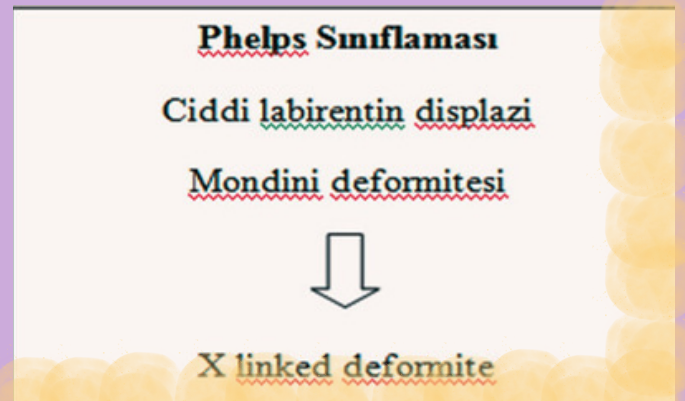 Phelps Sınıflaması
Ciddi labirentin displazi
Mondini deformitesi
X linked deformite